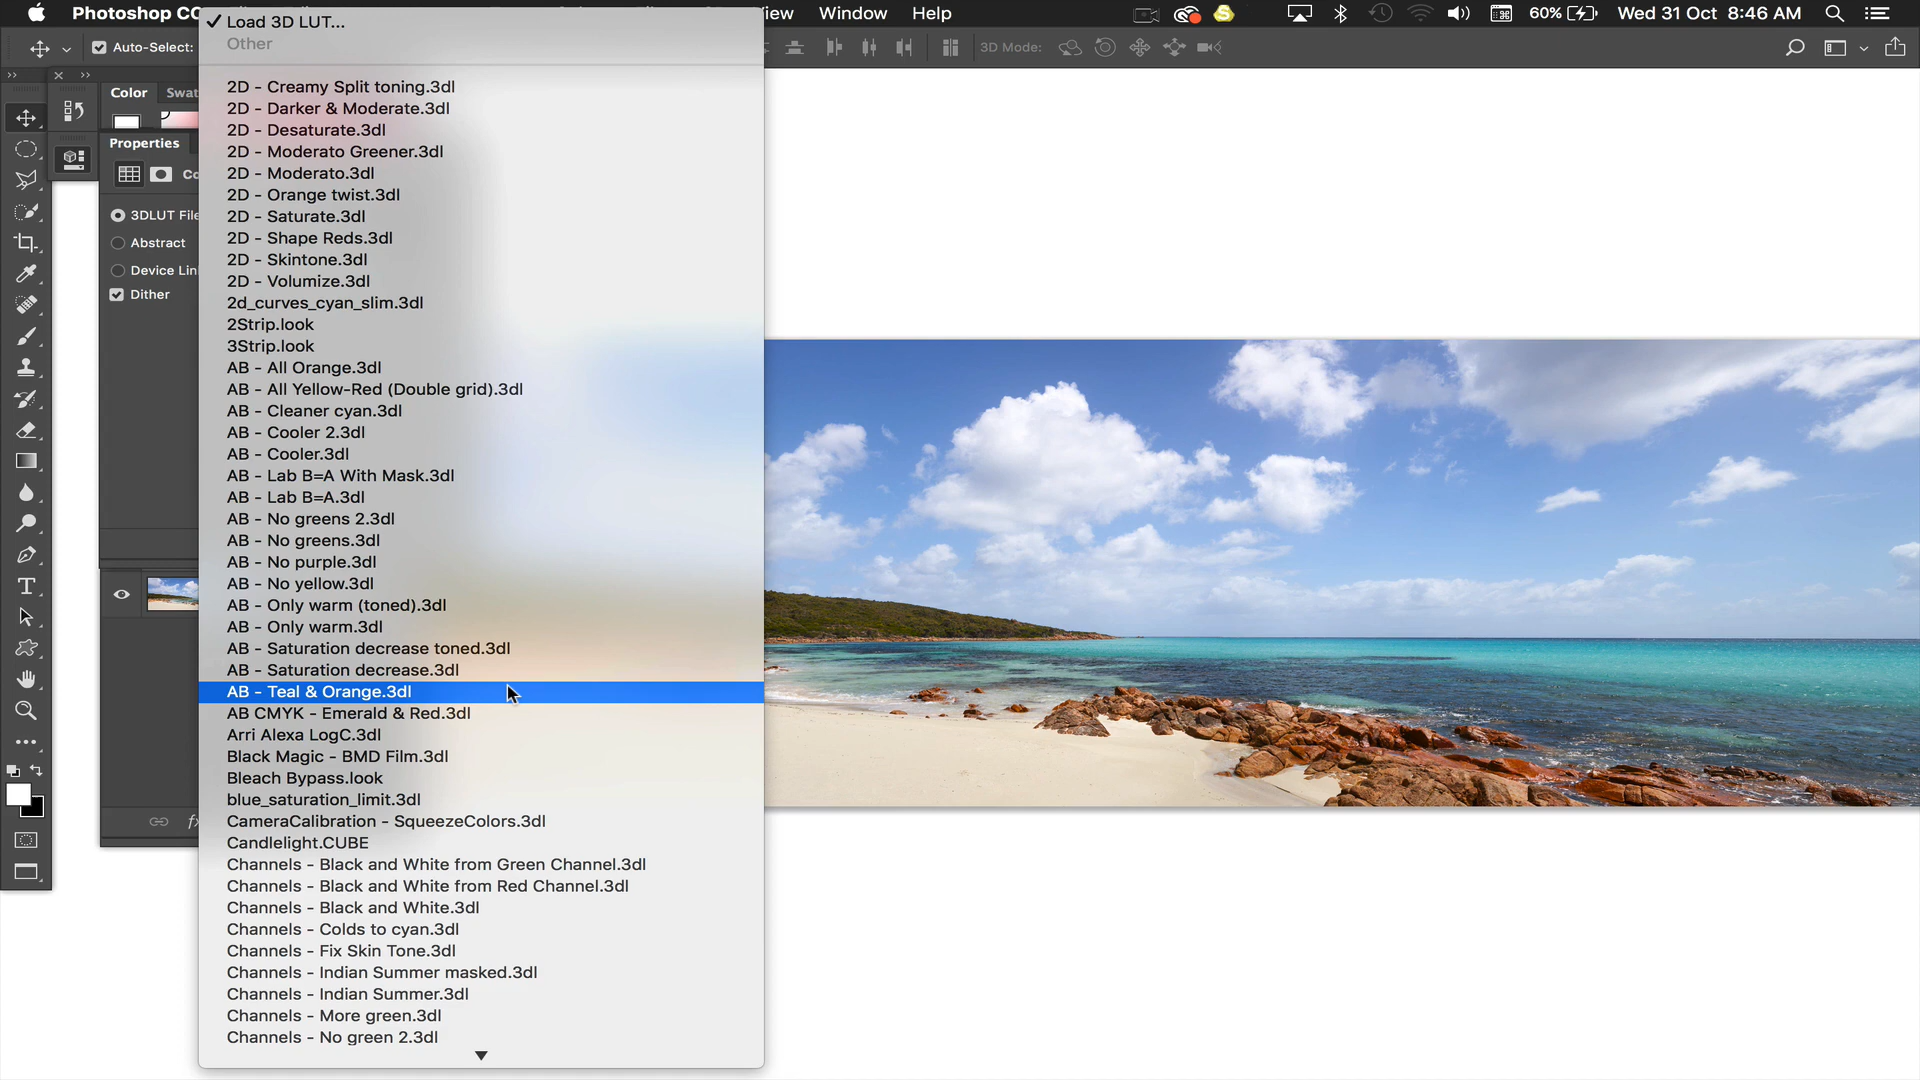 Photoshop CC
View
Window
Help
60%
Wed 31 Oct 8:46 AM
Auto-Select:
3D Mode:
Load 3D LUT...
Other
2D - Creamy Split toning.3dl
2D - Darker & Moderate.3dl
2D - Desaturate.3dl
2D - Moderato Greener.3dl
2D - Moderato.3dl
2D - Orange twist.3dl
2D - Saturate.3dl
2D - Shape Reds.3dl
2D - Skintone.3dl
2D - Volumize.3dl
2d_curves_cyan_slim.3dl
2Strip.look
3Strip.look
AB - All Orange.3dl
AB - All Yellow-Red (Double grid).3dl
AB - Cleaner cyan.3dl
AB - Cooler 2.3dl
AB - Cooler.3dl
AB - Lab B=A With Mask.3dl
AB - Lab B=A.3dl
AB - No greens 2.3dl
AB - No greens.3dl
AB - No purple.3dl
AB - No yellow.3dl
AB - Only warm (toned).3dl
AB - Only warm.3dl
AB - Saturation decrease toned.3dl
AB - Saturation decrease.3dl
AB - Teal & Orange.3dl
AB CMYK - Emerald & Red.3dl
Arri Alexa LogC.3dl
Black Magic - BMD Film.3dl
Bleach Bypass.look
blue_saturation_limit.3dl
CameraCalibration - SqueezeColors.3dl
Candlelight.CUBE
Channels - Black and White from Green Channel.3dl
Channels - Black and White from Red Channel.3dl
Channels - Black and White.3dl
Channels - Colds to cyan.3dl
Channels - Fix Skin Tone.3dl
Channels - Indian Summer masked.3dl
Channels - Indian Summer.3dl
Channels - More green.3dl
Channels - No green 2.3dl
Color
Swat
Properties
Co
3DLUT File
Abstract
Device Lin
Dither
fx